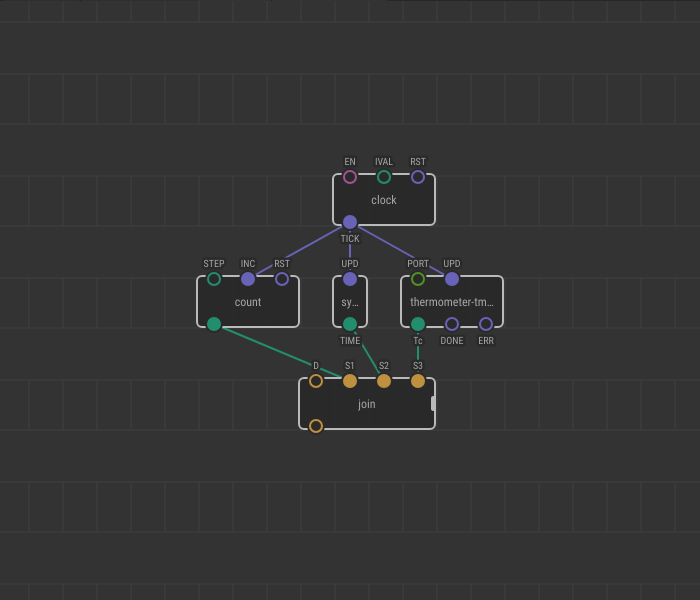 EN IVAL RST
clock
TICK
STEP INC RST UPD PORT UPD
count sy... thermometer-tm...
TIME Tc DONE ERR
D S1 S2 S3
join